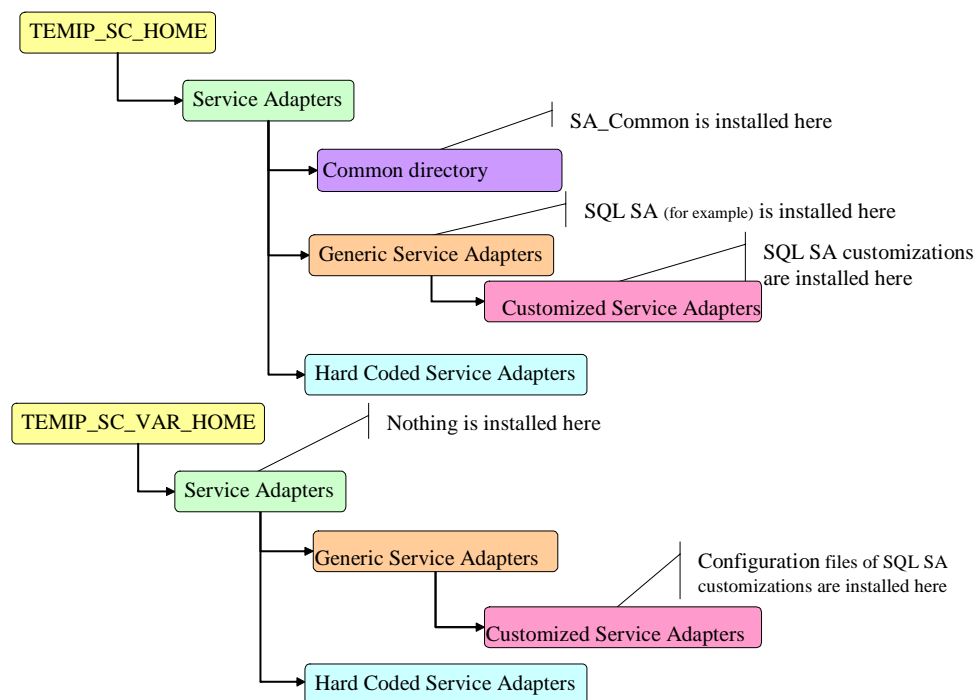 TEMIP_SC_HOME
Service Adapters
SA_Common is installed here
Common directory
SQL SA (for example) is installed here
Generic Service Adapters
SQL SA customizations
are installed here
Customized Service Adapters
Hard Coded Service Adapters
TEMIP_SC_VAR_HOME
Nothing is installed here
Service Adapters
Generic Service Adapters
Configuration files of SQL SA
customizations are installed here
Customized Service Adapters
Hard Coded Service Adapters